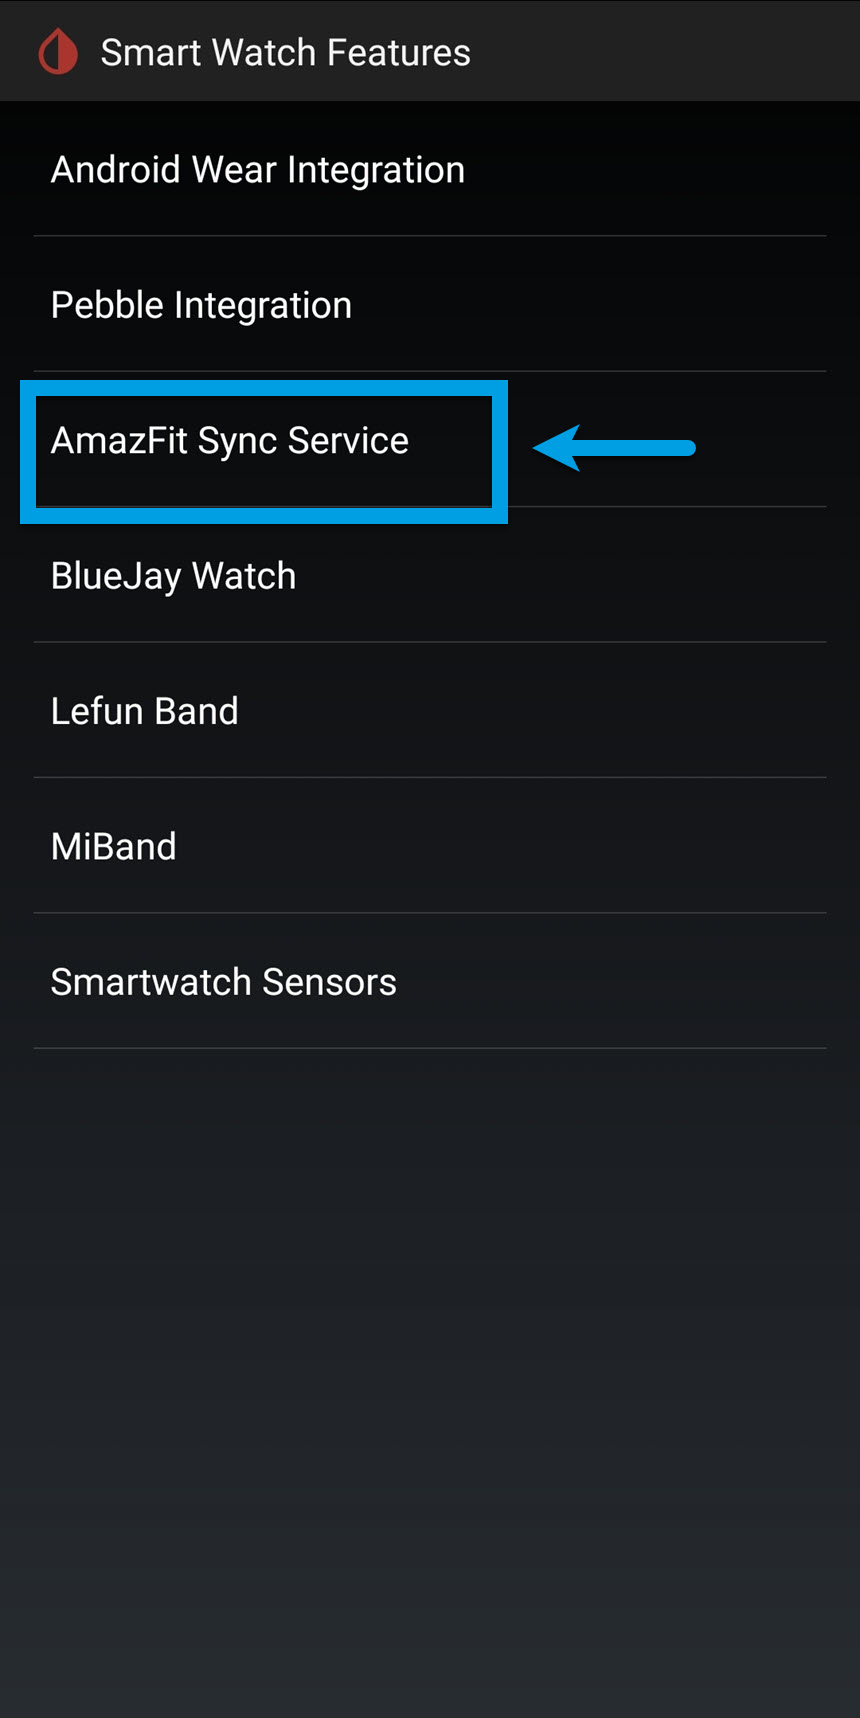 Smart Watch Features
Android Wear Integration
Pebble Integration
AmazFit Sync Service
BlueJay Watch
Lefun Band
MiBand
Smartwatch Sensors